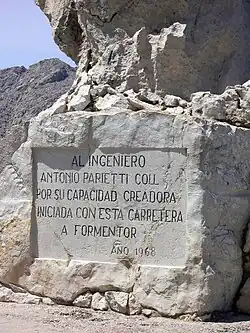 AL INGENIERO
ANTONIO PARIETTI COLL
POR SU CAPACIDAD CREADORA
INICIADA CON ESTA CARRETERA
A FORMENTOR
AÑO 1968